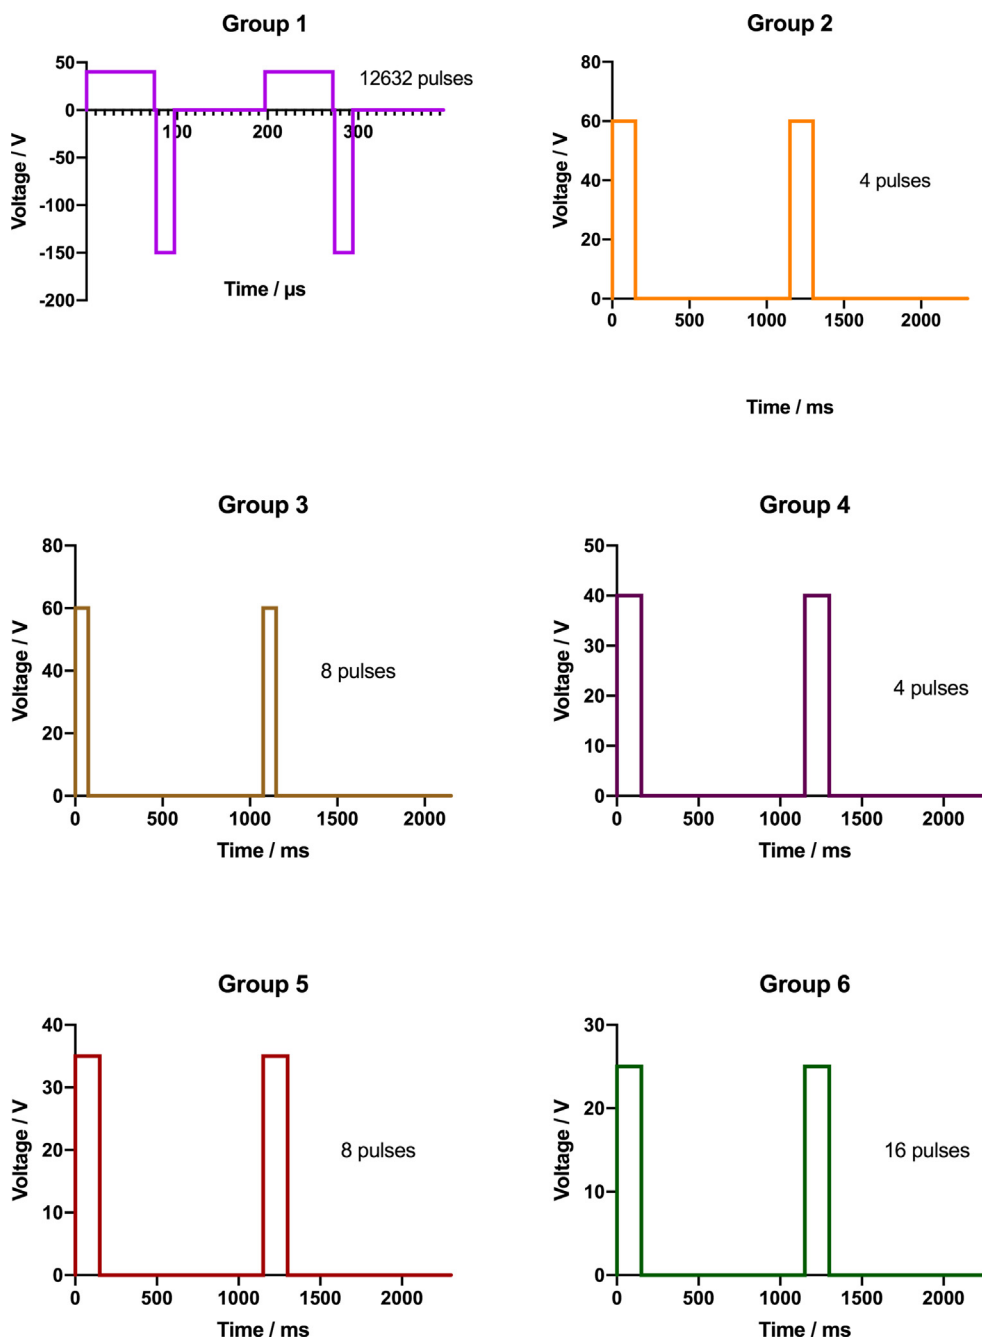 Group 1
50
0
-50
-100
-150
-200
Voltage / V
100
200
300
12632 pulses
Time / µs
Group 2
80
60
40
20
0
Voltage / V
4 pulses
0
500
1000
1500
2000
Time / ms
Group 3
80
60
40
20
0
Voltage / V
8 pulses
0
500
1000
1500
2000
Time / ms
Group 4
50
40
30
20
10
0
Voltage / V
4 pulses
0
500
1000
1500
2000
Time / ms
Group 5
40
30
20
10
0
Voltage / V
8 pulses
0
500
1000
1500
2000
Time / ms
Group 6
30
20
10
0
Voltage / V
16 pulses
0
500
1000
1500
2000
Time / ms